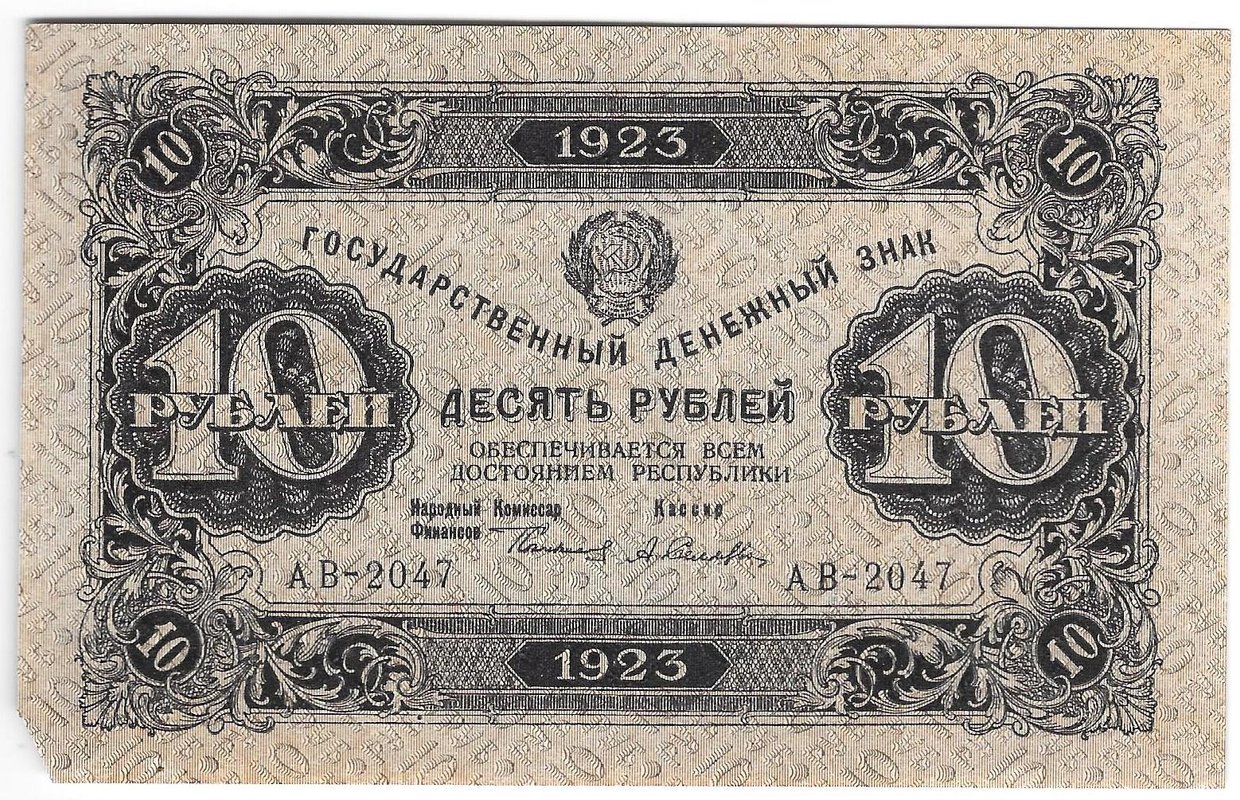 10 1923 10
ГОСУДАРСТВЕННЫЙ ДЕНЕЖНЫЙ ЗНАК
10 РУБЛЕЙ
ДЕСЯТЬ РУБЛЕЙ
10 РУБЛЕЙ
ОБЕСПЕЧИВАЕТСЯ ВСЕМ
ДОСТОЯНИЕМ РЕСПУБЛИКИ
Народный Комиссар
Финансов
Кассир
АВ-2047 АВ-2047
10 1923 10